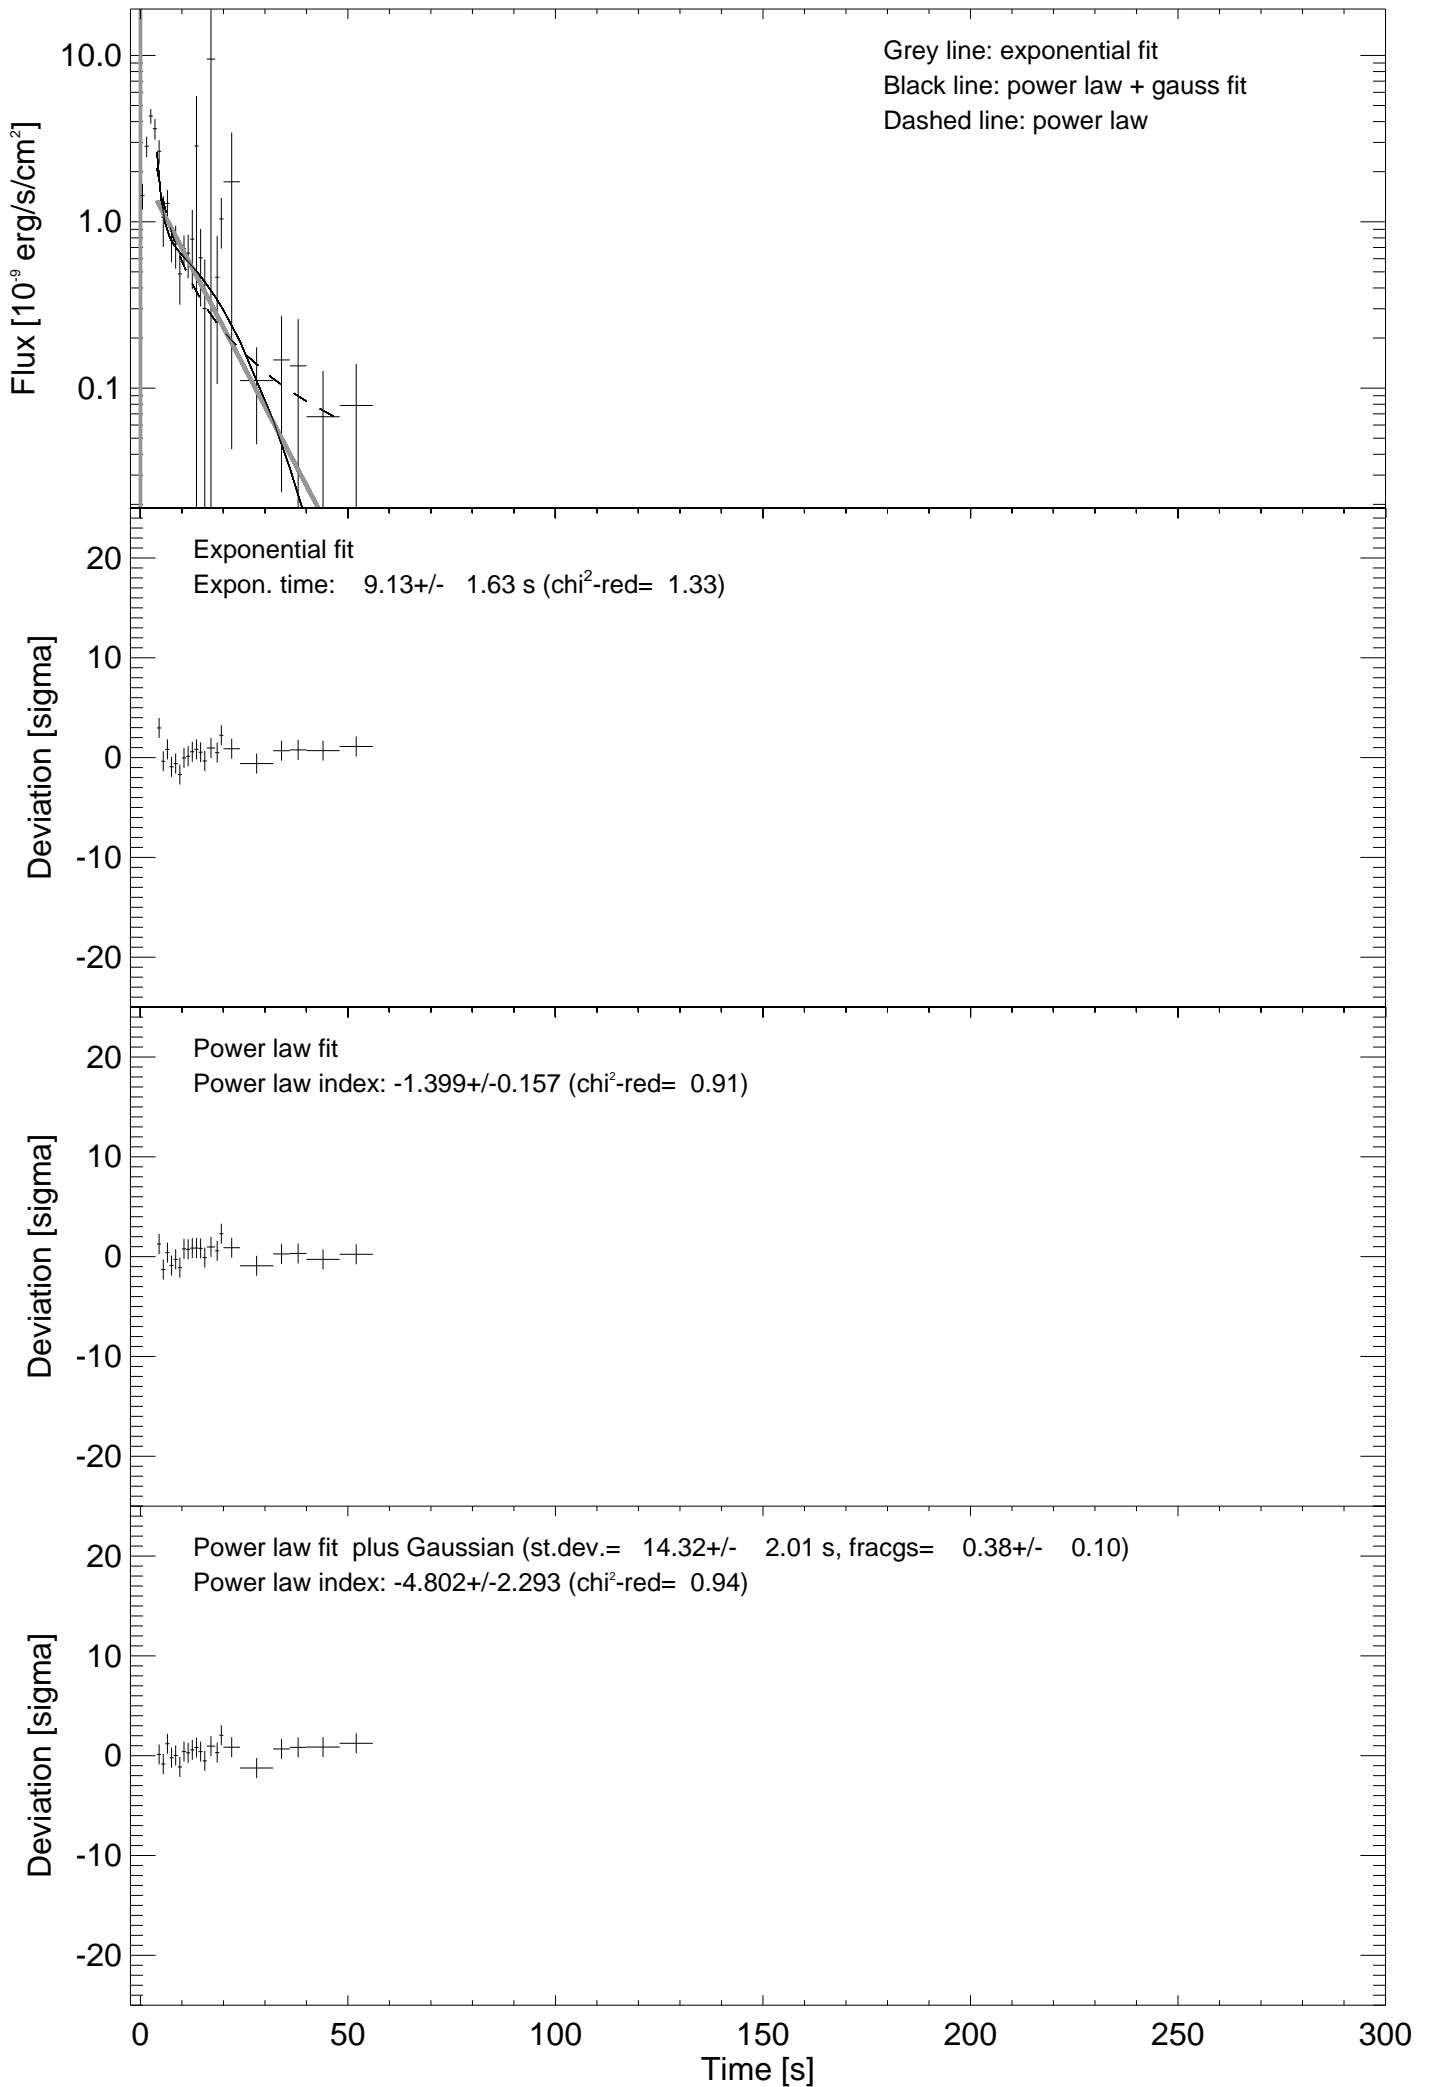 Grey line: exponential fit
Black line: power law + gauss fit
Dashed line: power law
10.0
1.0
0.1
Flux [10⁻⁹ erg/s/cm²]
Exponential fit
Expon. time: 9.13+/- 1.63 s (chi²-red= 1.33)
20
10
0
-10
-20
Deviation [sigma]
Power law fit
Power law index: -1.399+/-0.157 (chi²-red= 0.91)
20
10
0
-10
-20
Deviation [sigma]
Power law fit plus Gaussian (st.dev.= 14.32+/- 2.01 s, fracgs= 0.38+/- 0.10)
Power law index: -4.802+/-2.293 (chi²-red= 0.94)
20
10
0
-10
-20
Deviation [sigma]
0 50 100 150 200 250 300
Time [s]